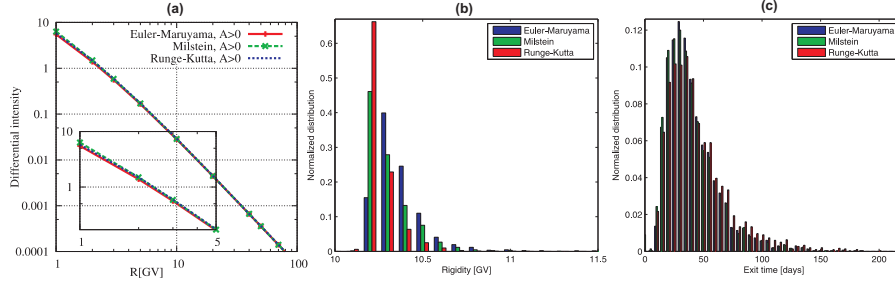 (a)
Differential intensity
10
1
0.1
0.01
0.001
0.0001
Euler-Maruyama, A>0
Milstein, A>0
Runge-Kutta, A>0
10
1
1
5
1
10
100
R[GV]
(b)
Normalized distribution
0.6
0.5
0.4
0.3
0.2
0.1
0
Euler-Maruyama
Milstein
Runge-Kutta
10
10.5
11
11.5
Rigidity [GV]
(c)
Normalized distribution
0.12
0.1
0.08
0.06
0.04
0.02
0
Euler-Maruyama
Milstein
Runge-Kutta
0
50
100
150
200
Exit time [days]